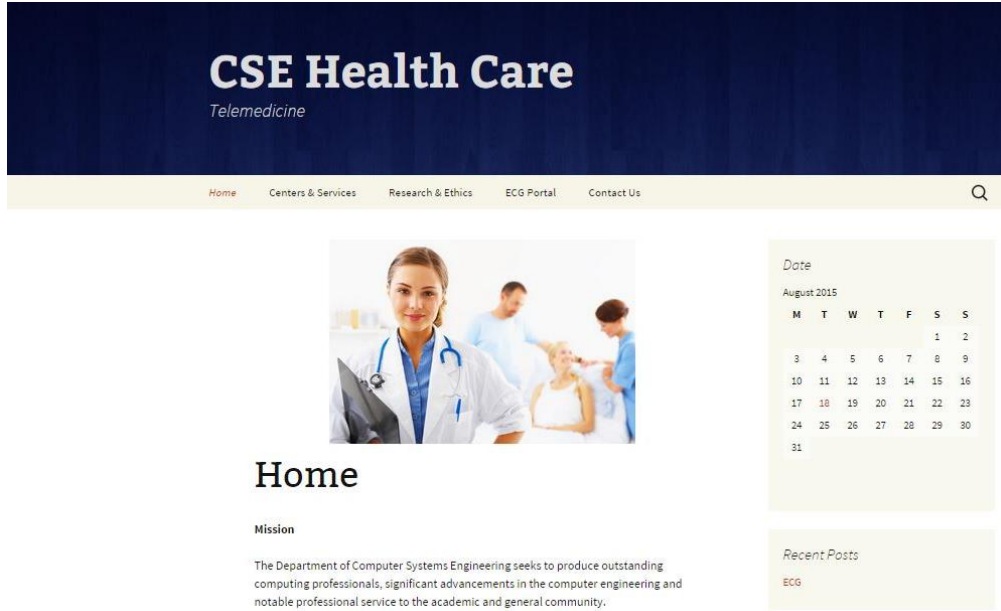 CSE Health Care
Telemedicine
Home Centers & Services Research & Ethics ECG Portal Contact Us
Home
Mission
The Department of Computer Systems Engineering seeks to produce outstanding
computing professionals, significant advancements in the computer engineering and
notable professional service to the academic and general community.
Date
August 2015
M T W T F S S
1 2
3 4 5 6 7 8 9
10 11 12 13 14 15 16
17 18 19 20 21 22 23
24 25 26 27 28 29 30
31
Recent Posts
ECG